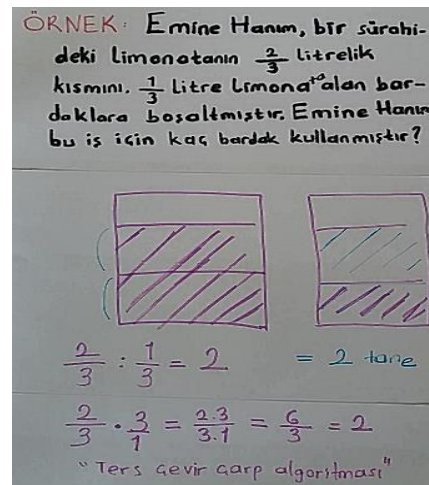 ÖRNEK: Emine Hanım, bir sürahi-
deki limonatanın 2/3 litrelik
kısmını, 1/3 litre limonata alan bar-
daklara boşaltmıştır. Emine Hanım
bu iş için kaç bardak kullanmıştır?
2/3 : 1/3 = 2 = 2 tane
2/3 . 3/1 = 2.3/3.1 = 6/3 = 2
"Ters çevir çarp algoritması"